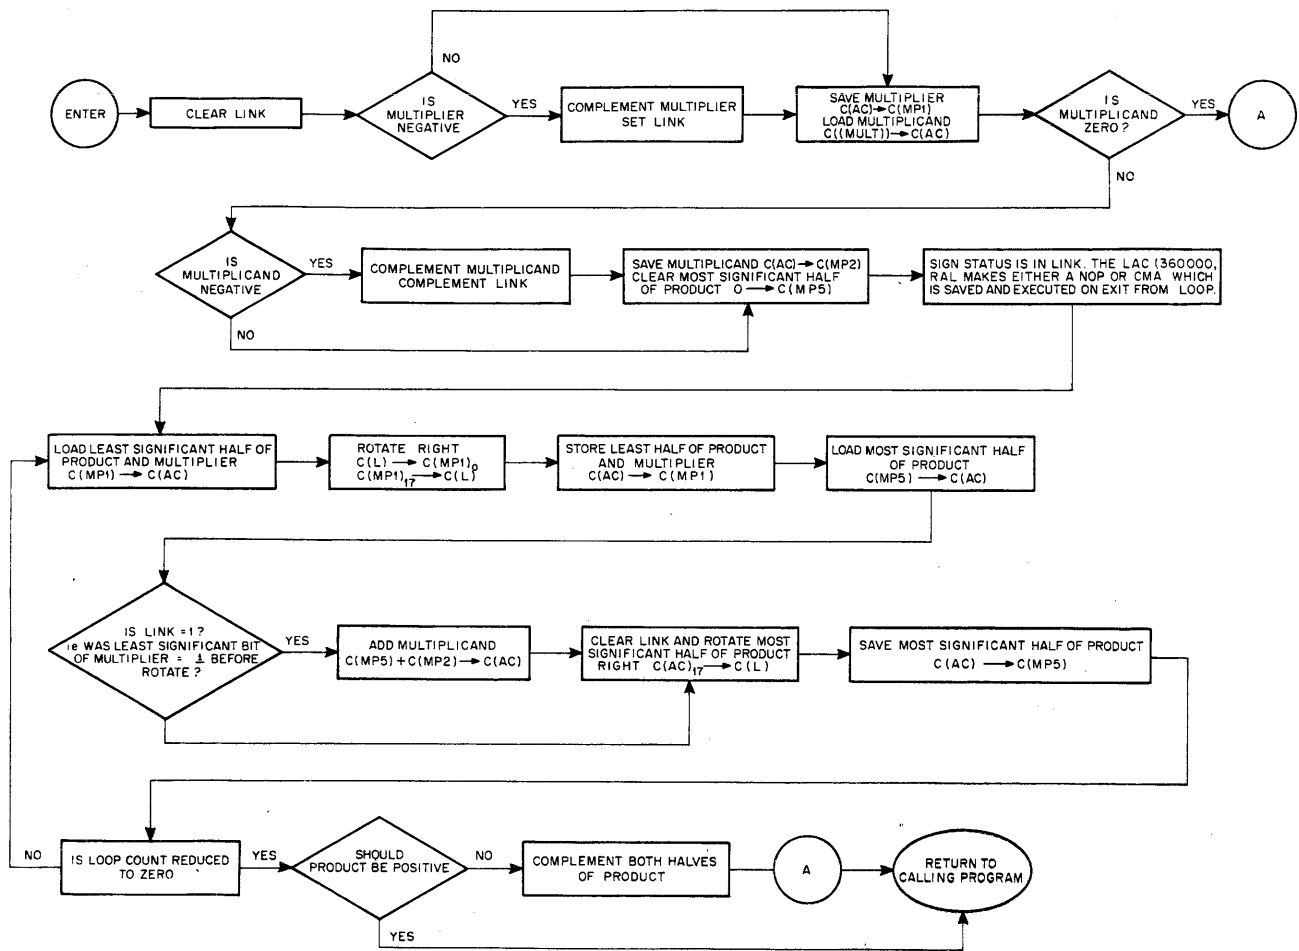 NO
ENTER
CLEAR LINK
IS
MULTIPLIER
NEGATIVE
YES
COMPLEMENT MULTIPLIER
SET LINK
SAVE MULTIPLIER
C(AC)→C(MP1)
LOAD MULTIPLICAND
C((MULT))→C(AC)
IS
MULTIPLICAND
ZERO?
YES
A
NO
IS
MULTIPLICAND
NEGATIVE
YES
NO
COMPLEMENT MULTIPLICAND
COMPLEMENT LINK
SAVE MULTIPLICAND C(AC)→C(MP2)
CLEAR MOST SIGNIFICANT HALF
OF PRODUCT O→C(MP5)
SIGN STATUS IS IN LINK. THE LAC (360000,
RAL MAKES EITHER A NOP OR CMA WHICH
IS SAVED AND EXECUTED ON EXIT FROM LOOP.
LOAD LEAST SIGNIFICANT HALF OF
PRODUCT AND MULTIPLIER
C(MP1)→C(AC)
ROTATE RIGHT
C(L)→C(MP1)0
C(MP1)17→C(L)
STORE LEAST HALF OF PRODUCT
AND MULTIPLIER
C(AC)→C(MP1)
LOAD MOST SIGNIFICANT HALF
OF PRODUCT
C(MP5)→C(AC)
IS LINK =1?
ie WAS LEAST SIGNIFICANT BIT
OF MULTIPLIER = 1 BEFORE
ROTATE?
YES
ADD MULTIPLICAND
C(MP5)+C(MP2)→C(AC)
CLEAR LINK AND ROTATE MOST
SIGNIFICANT HALF OF PRODUCT
RIGHT C(AC)17→C(L)
SAVE MOST SIGNIFICANT HALF OF PRODUCT
C(AC)→C(MP5)
NO
IS LOOP COUNT REDUCED
TO ZERO
YES
SHOULD
PRODUCT BE POSITIVE
NO
YES
COMPLEMENT BOTH HALVES
OF PRODUCT
A
RETURN TO
CALLING PROGRAM